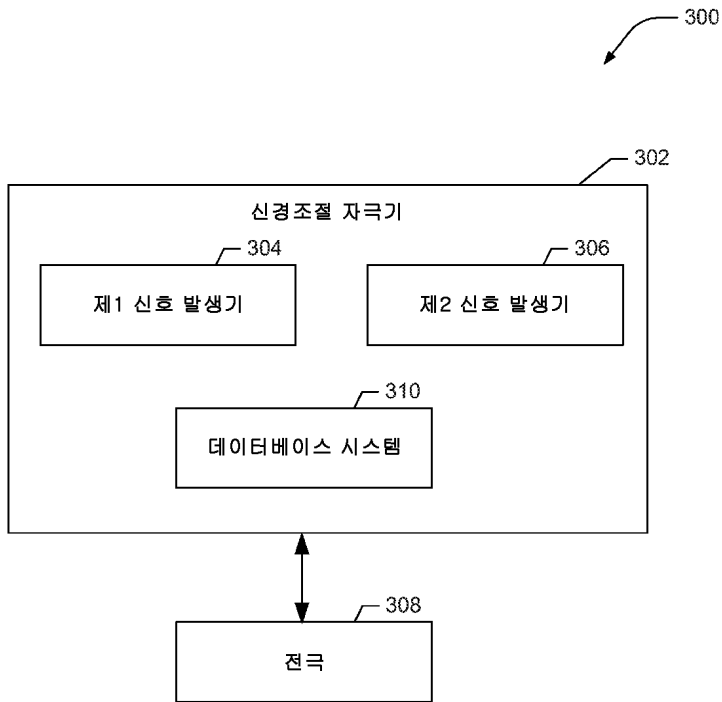 300
302
신경조절 자극기
304
306
제1 신호 발생기
제2 신호 발생기
310
데이터베이스 시스템
308
전극